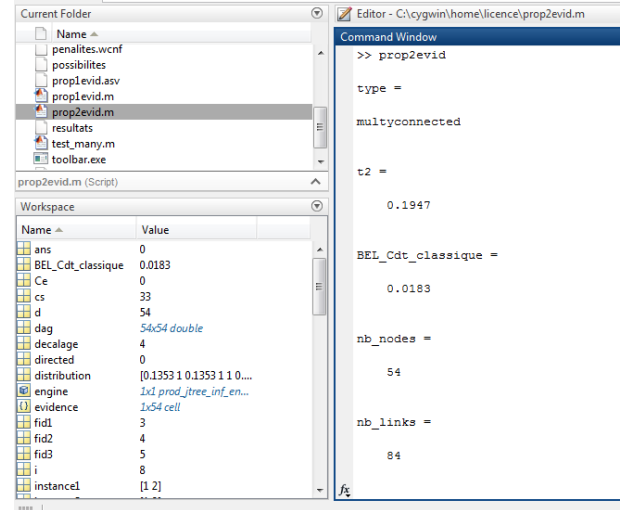 Current Folder
Name
penalites.wcnf
possibilites
prop1evid.asv
prop1evid.m
prop2evid.m
resultats
test_many.m
toolbar.exe
prop2evid.m (Script)
Workspace
Name Value
ans 0
BEL_Cdt_classique 0.0183
Ce 0
cs 33
d 54
dag 54x54 double
decalage 4
directed 0
distribution [0.1353 1 0.1353 1 1 0....
engine 1x1 prod_jtree_inf_en...
evidence 1x54 cell
fid1 3
fid2 4
fid3 5
i 8
instance1 [1 2]
Editor - C:\cygwin\home\licence\prop2evid.m
Command Window
>> prop2evid
type =
multyconnected
t2 =
0.1947
BEL_Cdt_classique =
0.0183
nb_nodes =
54
nb_links =
84
fx